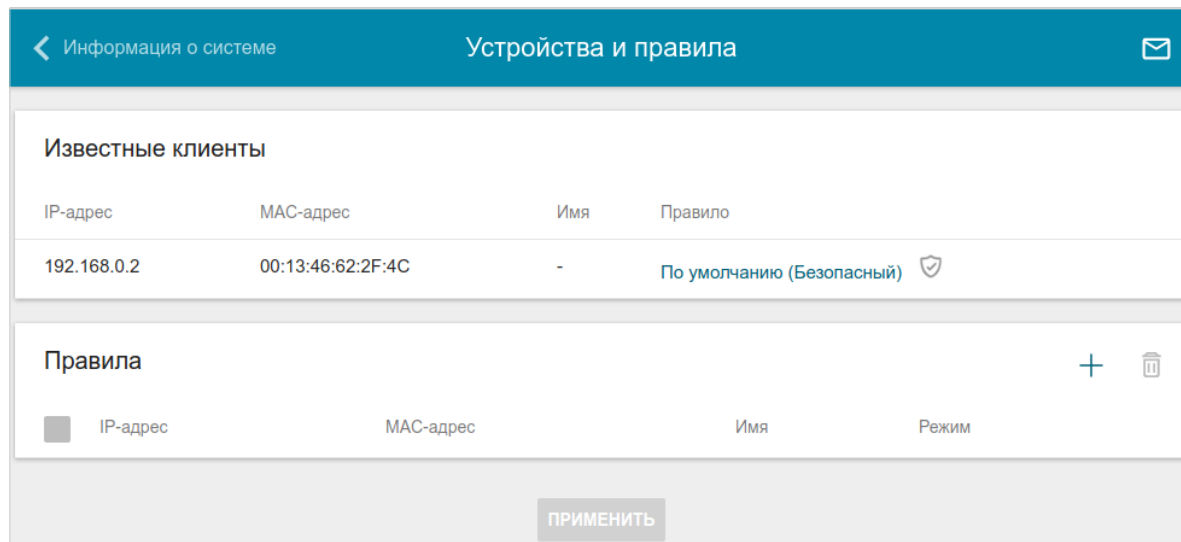 Информация о системе Устройства и правила
Известные клиенты
IP-адрес MAC-адрес Имя Правило
192.168.0.2 00:13:46:62:2F:4C - По умолчанию (Безопасный)
Правила
IP-адрес MAC-адрес Имя Режим
ПРИМЕНИТЬ